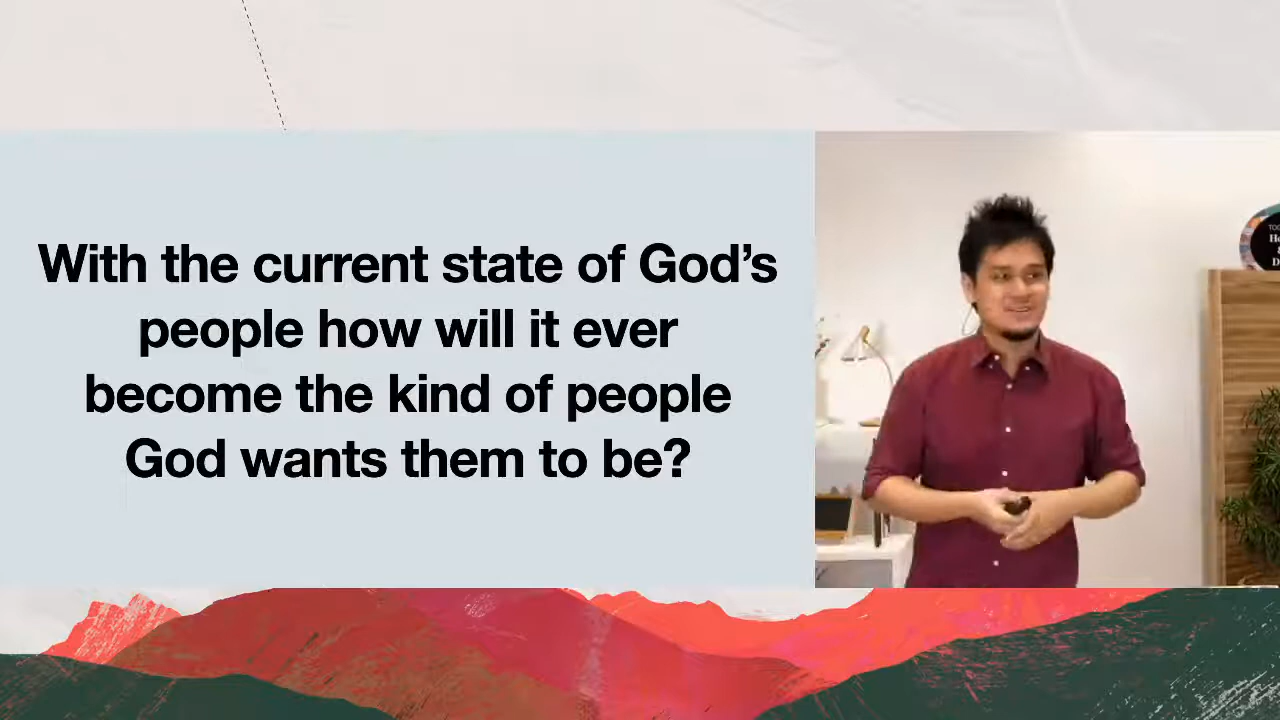 With the current state of God’s
people how will it ever
become the kind of people
God wants them to be?